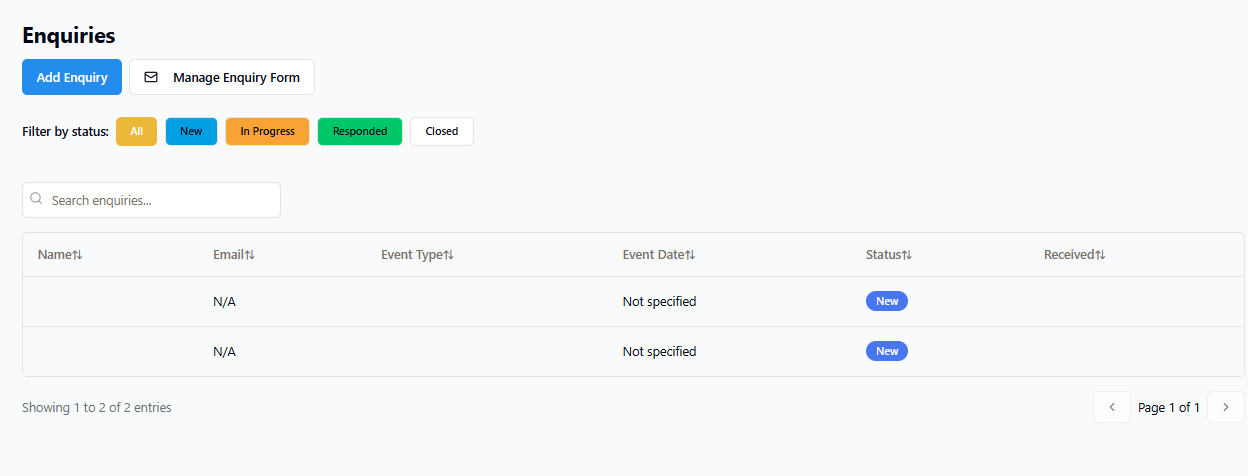 Enquiries
Add Enquiry Manage Enquiry Form
Filter by status: All New In Progress Responded Closed
Search enquiries...
Name Email Event Type Event Date Status Received
N/A Not specified New
N/A Not specified New
Showing 1 to 2 of 2 entries Page 1 of 1